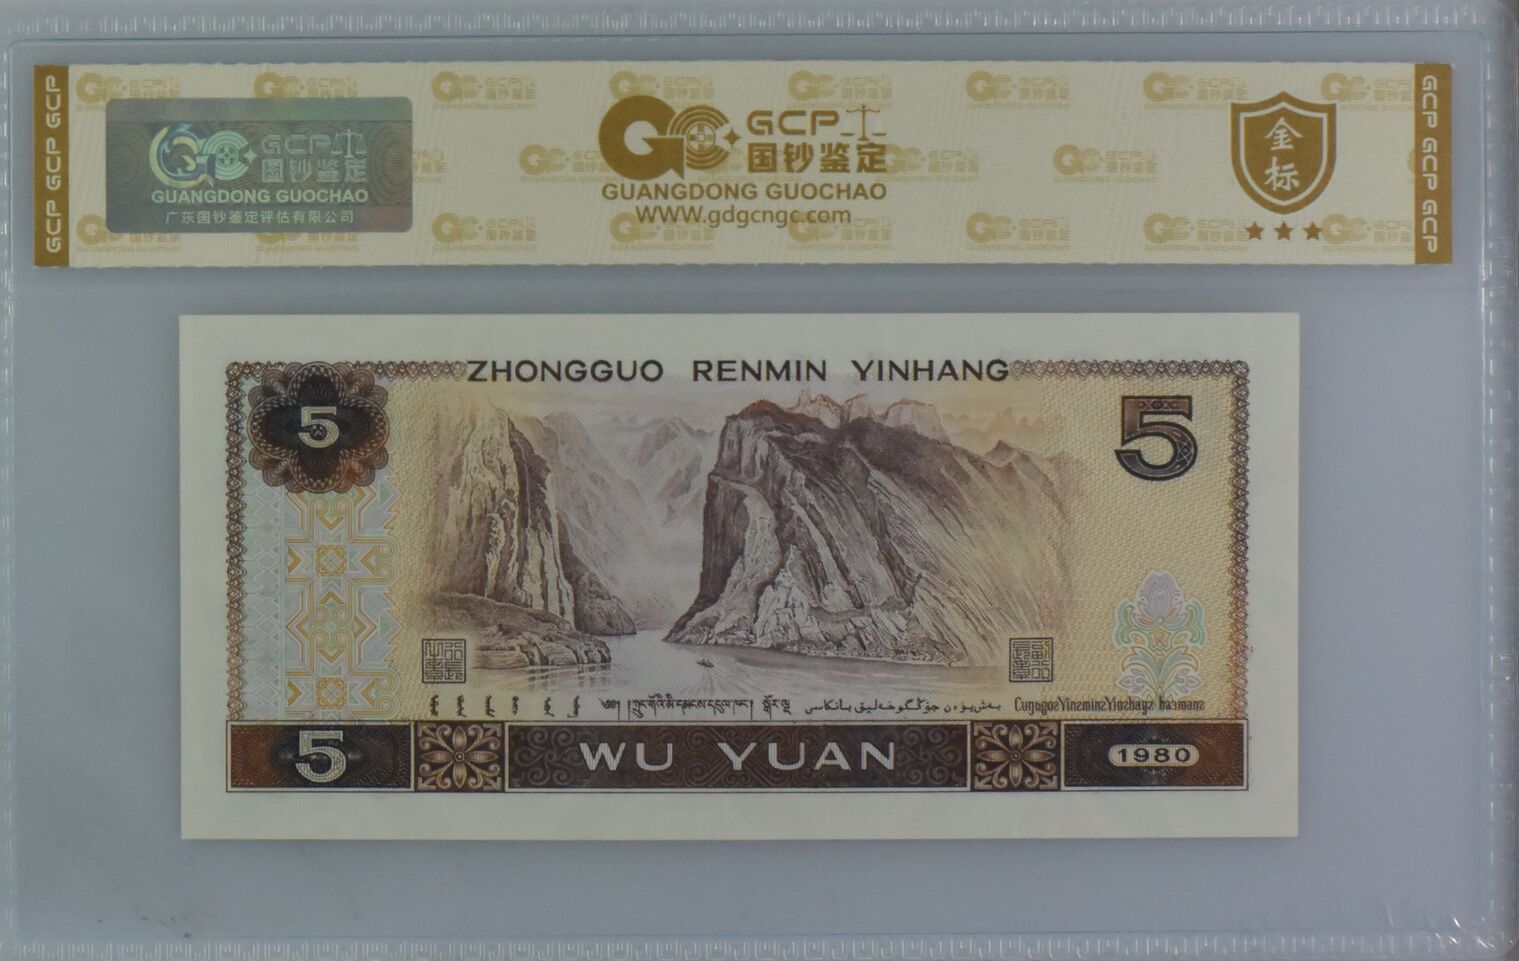 GCP GCP GCP
GCP 国钞鉴定
GUANGDONG GUOCHAO
广东国钞鉴定评估有限公司
GCP
国钞鉴定
GUANGDONG GUOCHAO
WWW.gdgcngc.com
金标
GCP GCP GCP
ZHONGGUO RENMIN YINHANG
5
5
5
WU YUAN
1980